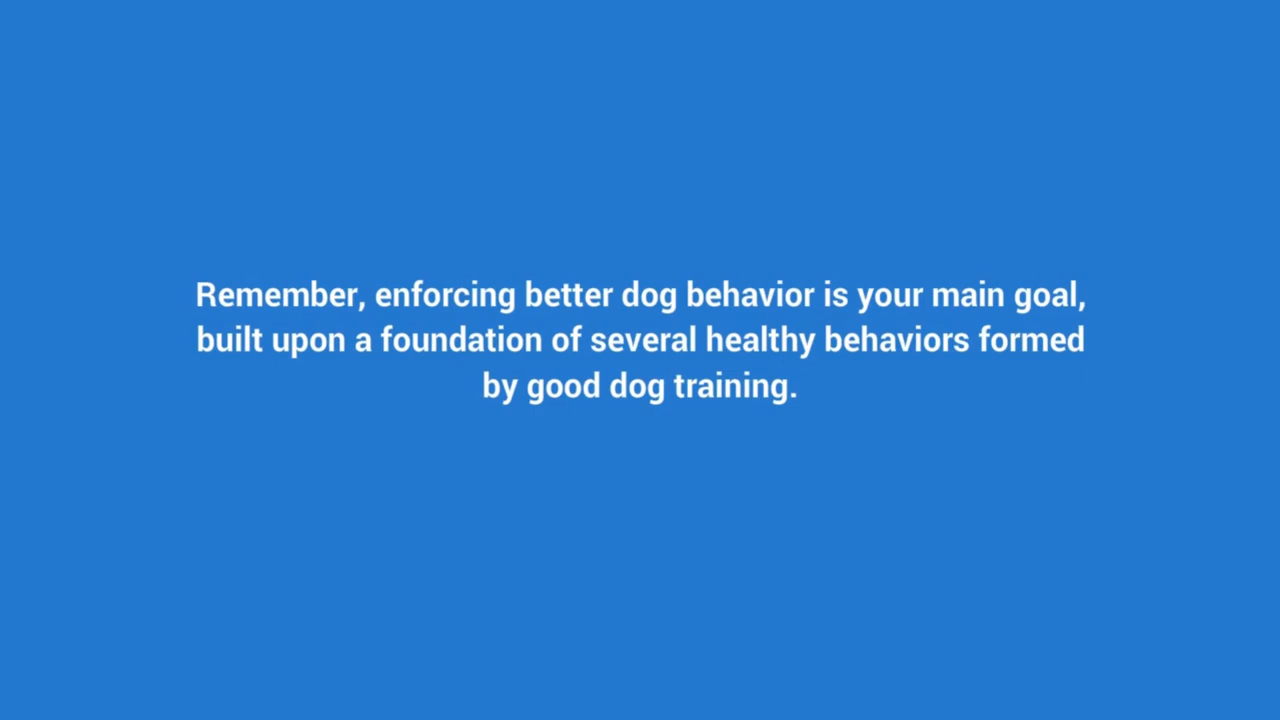 Remember, enforcing better dog behavior is your main goal,
built upon a foundation of several healthy behaviors formed
by good dog training.